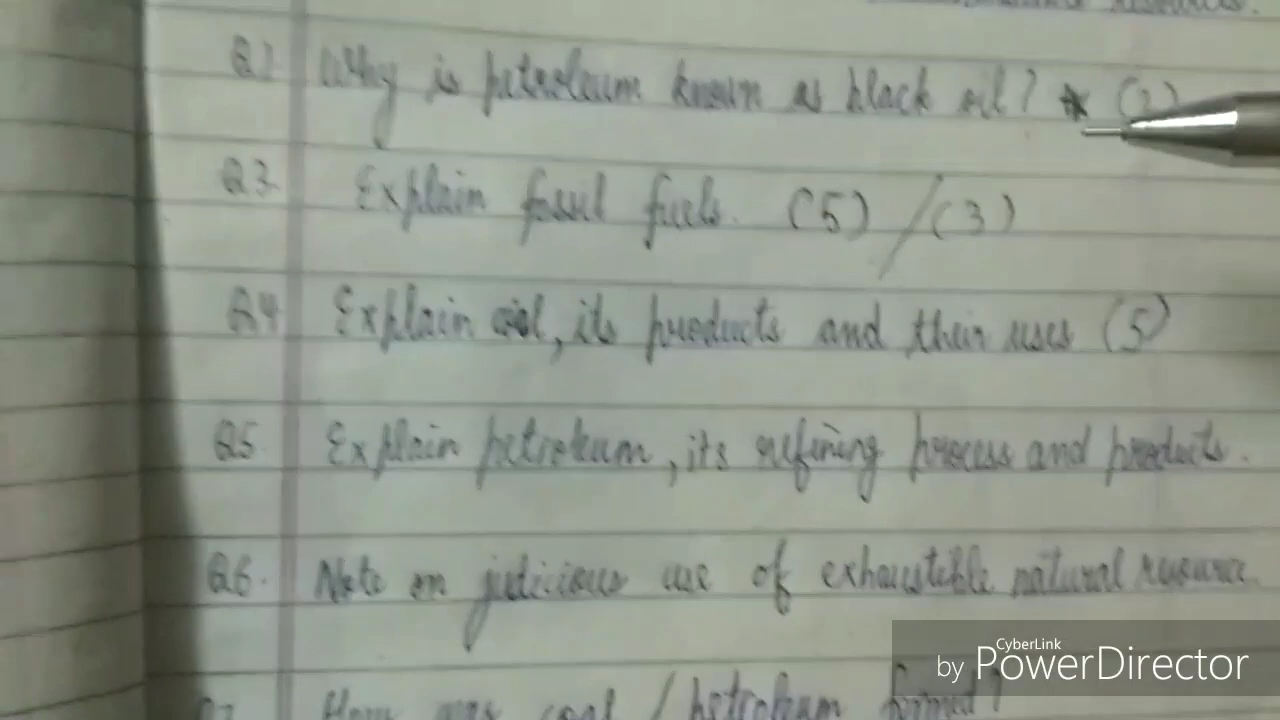 Q1 Why is petroleum known as black oil? * (2)
Q3 Explain fossil fuels. (5) / (3)
Q4 Explain coal, its products and their uses (5)
Q5 Explain petroleum, its refining process and products.
Q6. Note on judicious use of exhaustible natural resource
CyberLink
by PowerDirector
How was coal / petroleum formed?